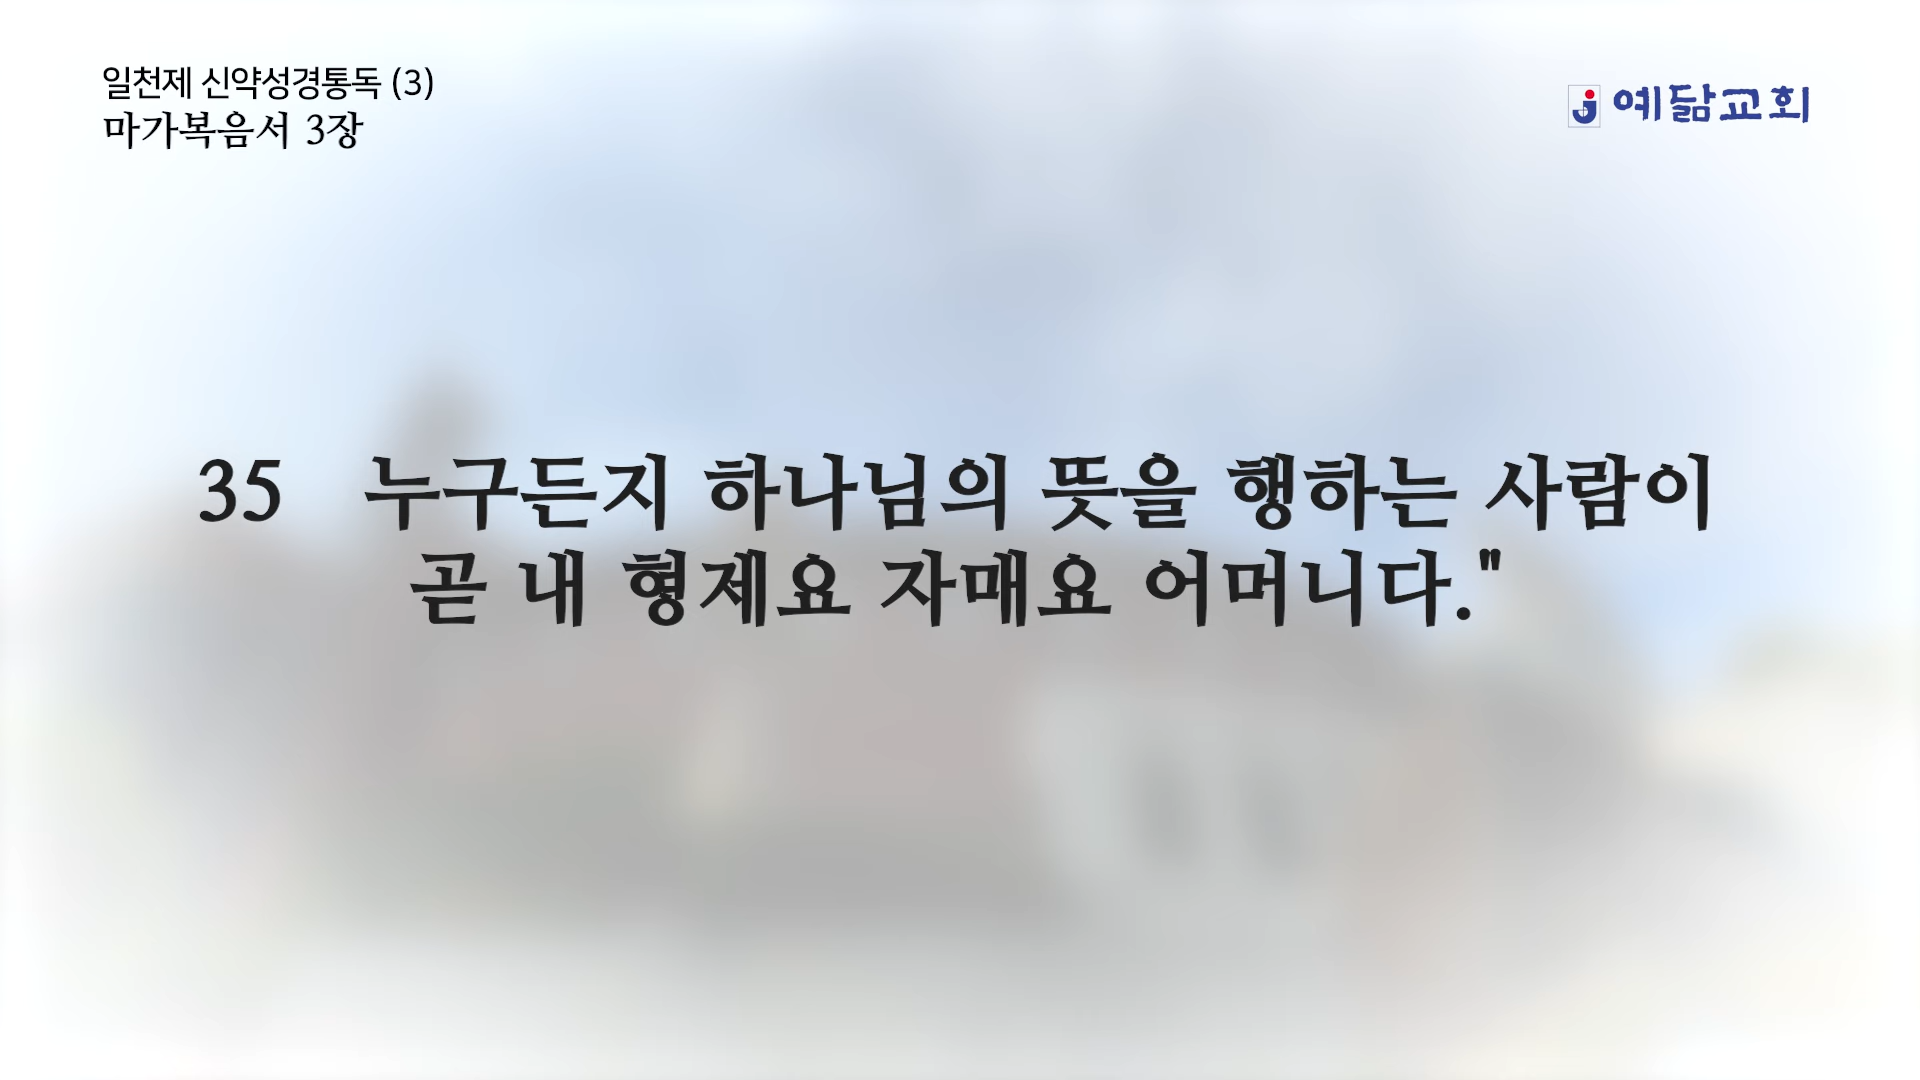 일천제 신약성경통독 (3)
마가복음서 3장
예닮교회
35 누구든지 하나님의 뜻을 행하는 사람이
곧 내 형제요 자매요 어머니다."